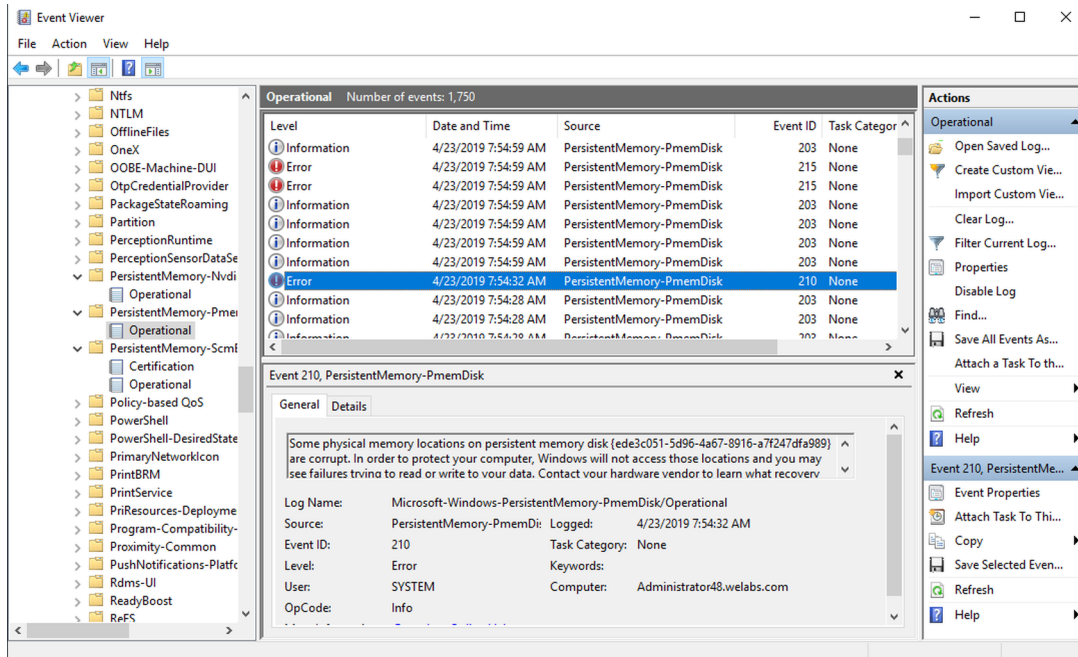 Event Viewer
File Action View Help
Ntfs
NTLM
OfflineFiles
OneX
OOBE-Machine-DUI
OtpCredentialProvider
PackageStateRoaming
Partition
PerceptionRuntime
PerceptionSensorDataSe
PersistentMemory-Nvdi
Operational
PersistentMemory-Pmer
Operational
PersistentMemory-ScmE
Certification
Operational
Policy-based QoS
PowerShell
PowerShell-DesiredState
PrimaryNetworkIcon
PrintBRM
PrintService
PriResources-Deployme
Program-Compatibility-
Proximity-Common
PushNotifications-Platfo
Rdms-UI
ReadyBoost
ReFS
Operational Number of events: 1,750
Level Date and Time Source Event ID Task Categor
Information 4/23/2019 7:54:59 AM PersistentMemory-PmemDisk 203 None
Error 4/23/2019 7:54:59 AM PersistentMemory-PmemDisk 215 None
Error 4/23/2019 7:54:59 AM PersistentMemory-PmemDisk 215 None
Information 4/23/2019 7:54:59 AM PersistentMemory-PmemDisk 203 None
Information 4/23/2019 7:54:59 AM PersistentMemory-PmemDisk 203 None
Information 4/23/2019 7:54:59 AM PersistentMemory-PmemDisk 203 None
Information 4/23/2019 7:54:59 AM PersistentMemory-PmemDisk 203 None
Error 4/23/2019 7:54:32 AM PersistentMemory-PmemDisk 210 None
Information 4/23/2019 7:54:28 AM PersistentMemory-PmemDisk 203 None
Information 4/23/2019 7:54:28 AM PersistentMemory-PmemDisk 203 None
Information 4/23/2019 7:54:28 AM PersistentMemory-PmemDisk 203 None
Event 210, PersistentMemory-PmemDisk
General Details
Some physical memory locations on persistent memory disk {ede3c051-5d96-4a67-8916-a7f247dfa989}
are corrupt. In order to protect your computer, Windows will not access those locations and you may
see failures trying to read or write to your data. Contact your hardware vendor to learn what recovery
Log Name: Microsoft-Windows-PersistentMemory-PmemDisk/Operational
Source: PersistentMemory-PmemDi: Logged: 4/23/2019 7:54:32 AM
Event ID: 210 Task Category: None
Level: Error Keywords:
User: SYSTEM Computer: Administrator48.welabs.com
OpCode: Info
Actions
Operational
Open Saved Log...
Create Custom Vie...
Import Custom Vie...
Clear Log...
Filter Current Log...
Properties
Disable Log
Find...
Save All Events As...
Attach a Task To th...
View
Refresh
Help
Event 210, PersistentMe...
Event Properties
Attach Task To Thi...
Copy
Save Selected Even...
Refresh
Help